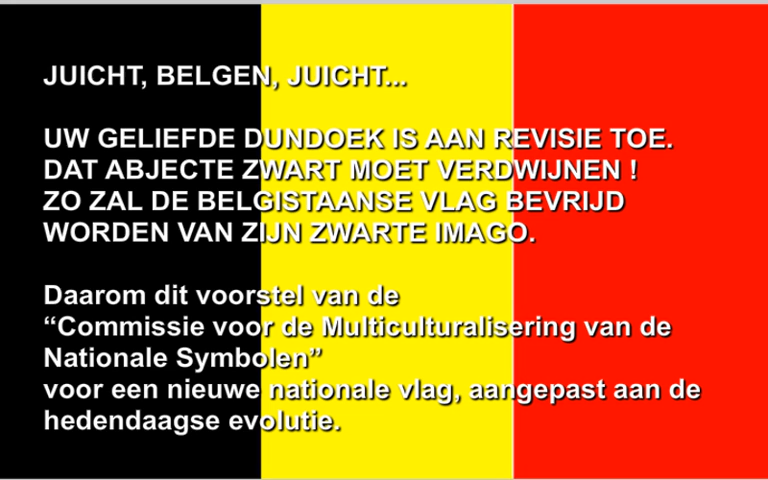 JUICHT, BELGEN, JUICHT...
UW GELIEFDE DUNDOEK IS AAN REVISIE TOE.
DAT ABJECTE ZWART MOET VERDWIJNEN !
ZO ZAL DE BELGISTAANSE VLAG BEVRIJD
WORDEN VAN ZIJN ZWARTE IMAGO.
Daarom dit voorstel van de
“Commissie voor de Multiculturalisering van de
Nationale Symbolen”
voor een nieuwe nationale vlag, aangepast aan de
hedendaagse evolutie.